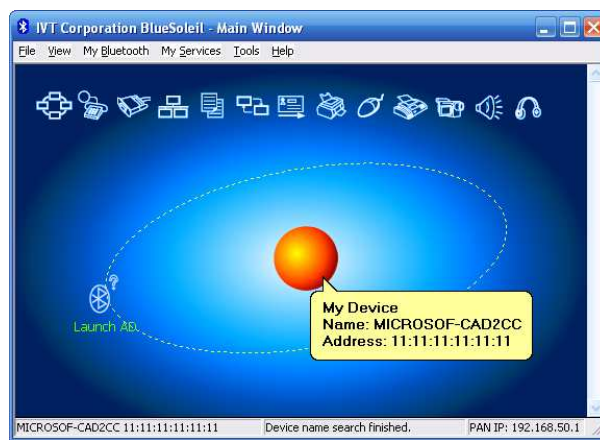 IVT Corporation BlueSoleil - Main Window
File View My Bluetooth My Services Tools Help
Launch AD.
My Device
Name: MICROSOF-CAD2CC
Address: 11:11:11:11:11:11
MICROSOF-CAD2CC 11:11:11:11:11:11 Device name search finished. PAN IP: 192.168.50.1